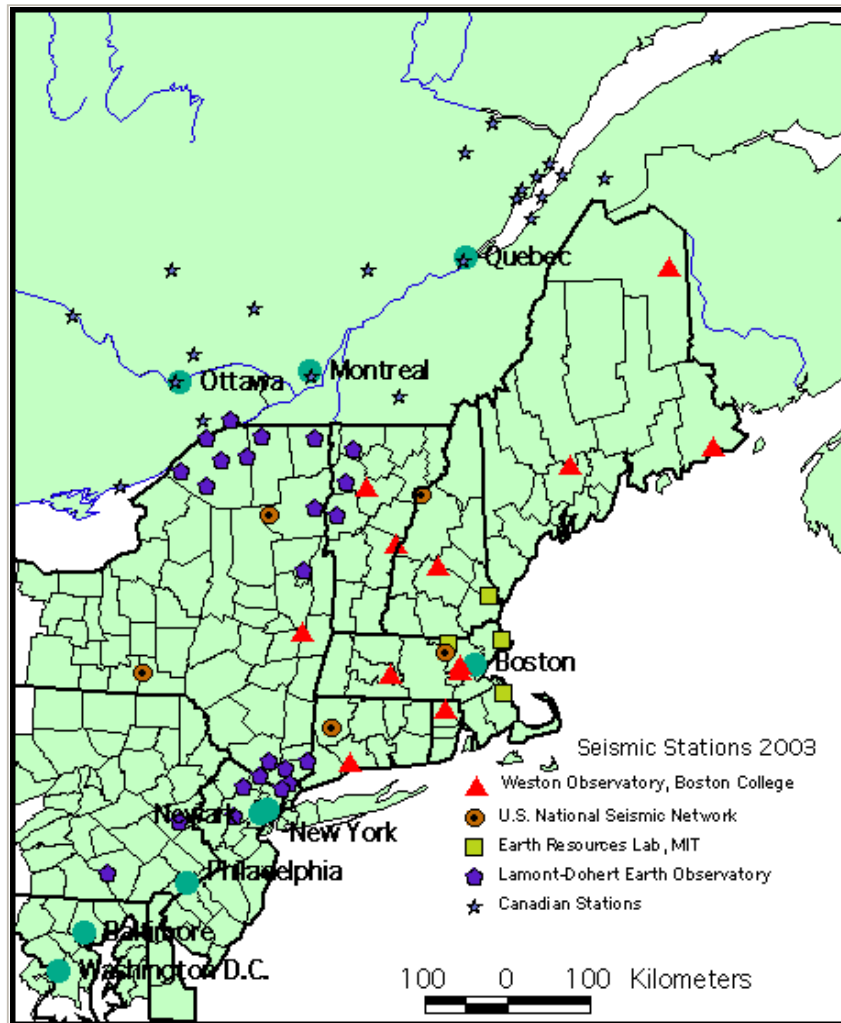 Quebec
Montreal
Ottawa
Boston
Seismic Stations 2003
Weston Observatory, Boston College
U.S. National Seismic Network
Earth Resources Lab, MIT
Lamont-Dohert Earth Observatory
Canadian Stations
Newark
New York
Philadelphia
Baltimore
Washington D.C.
100 0 100 Kilometers